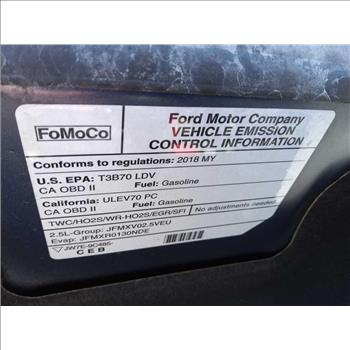 FoMoCo
Ford Motor Company
VEHICLE EMISSION
CONTROL INFORMATION
Conforms to regulations: 2018 MY
U.S. EPA: T3B70 LDV
CA OBD II Fuel: Gasoline
California: ULEV70 PC
CA OBD II Fuel: Gasoline
TWC/HO2S/WR-HO2S/EGR/SFI No adjustments needed.
2.5L-Group: JFMXV02.5VEU
Evap: JFMXR0130NDE
JW7E-9C485-
CEB